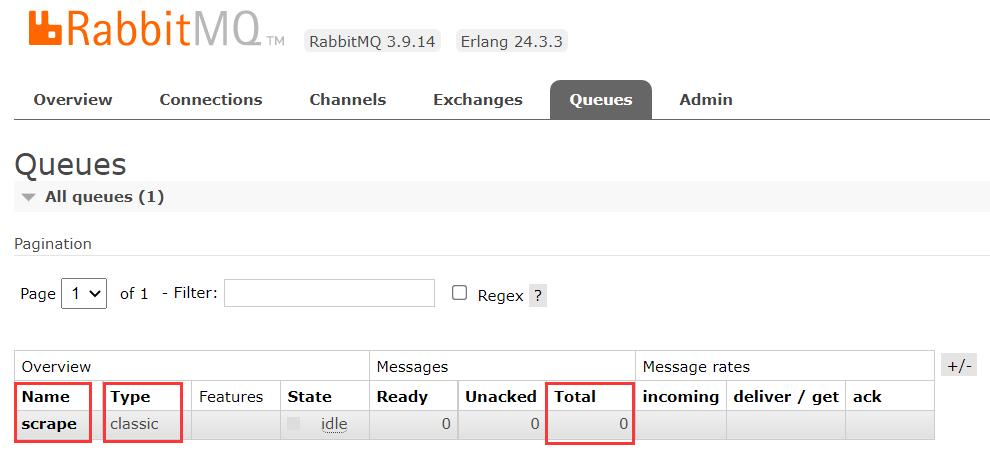 RabbitMQ TM RabbitMQ 3.9.14 Erlang 24.3.3
Overview Connections Channels Exchanges Queues Admin
Queues
All queues (1)
Pagination
Page 1 of 1 - Filter: Regex ?
Overview Messages Message rates +/-
Name Type Features State Ready Unacked Total incoming deliver / get ack
scrape classic idle 0 0 0